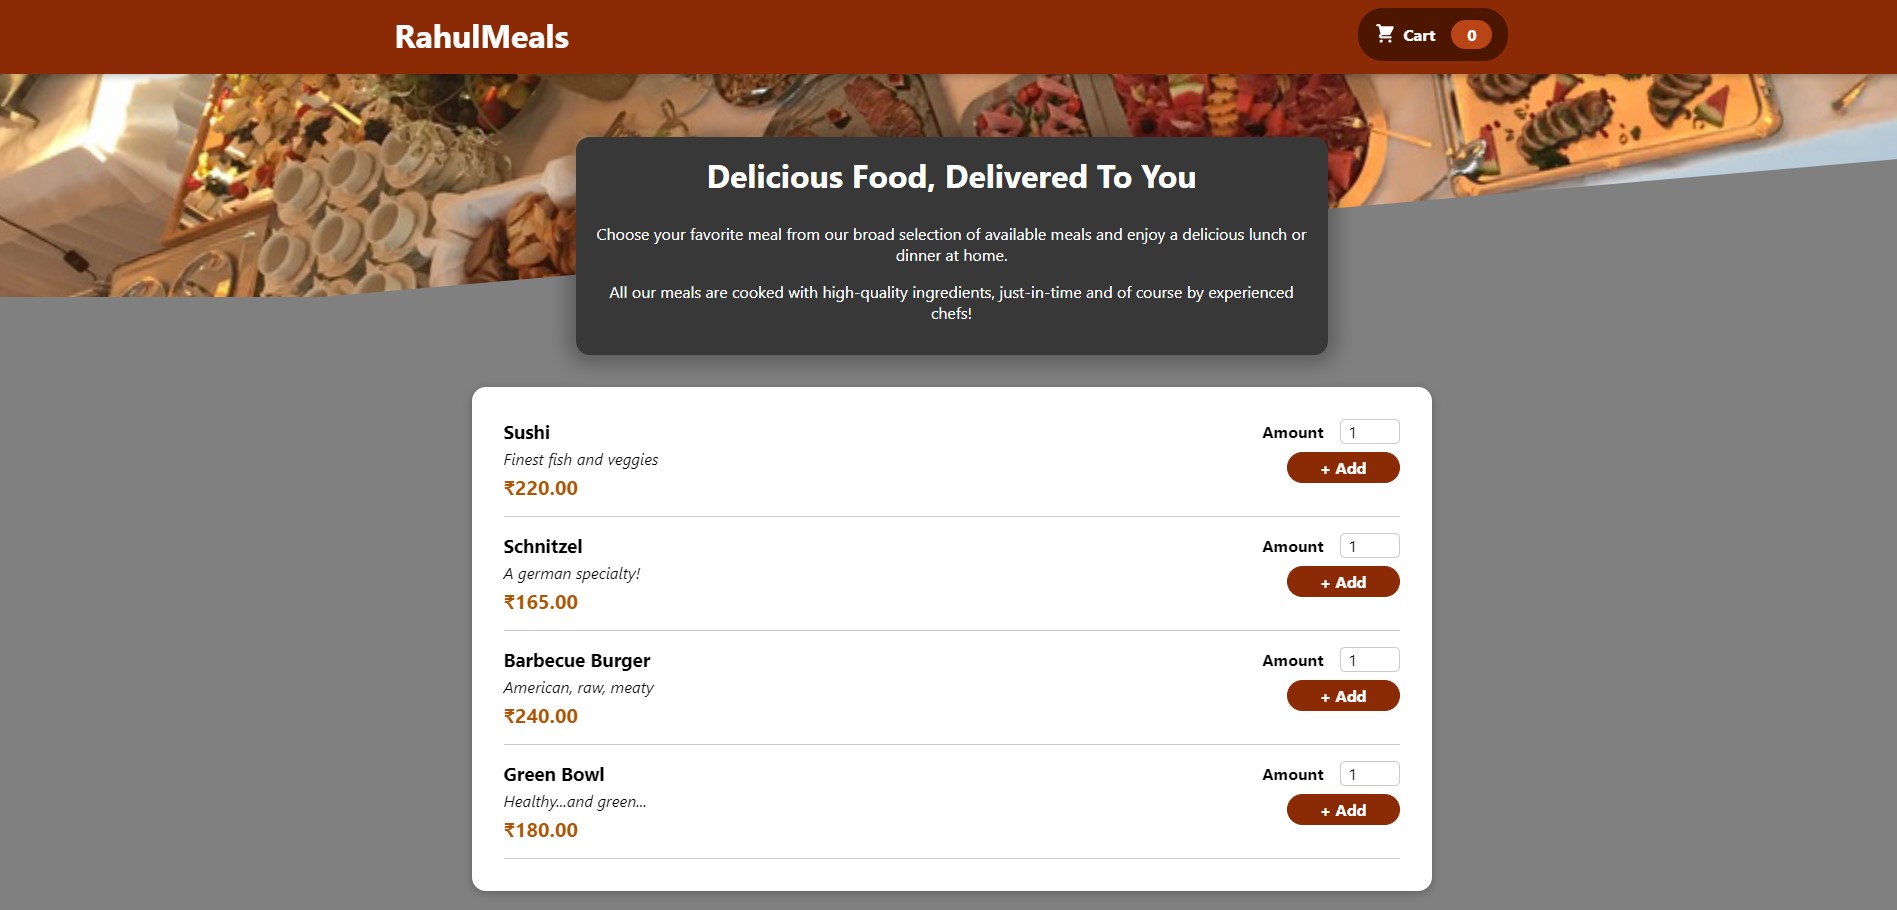 RahulMeals
Cart 0
Delicious Food, Delivered To You
Choose your favorite meal from our broad selection of available meals and enjoy a delicious lunch or
dinner at home.
All our meals are cooked with high-quality ingredients, just-in-time and of course by experienced
chefs!
Sushi
Finest fish and veggies
₹220.00
Amount 1
+ Add
Schnitzel
A german specialty!
₹165.00
Amount 1
+ Add
Barbecue Burger
American, raw, meaty
₹240.00
Amount 1
+ Add
Green Bowl
Healthy...and green...
₹180.00
Amount 1
+ Add